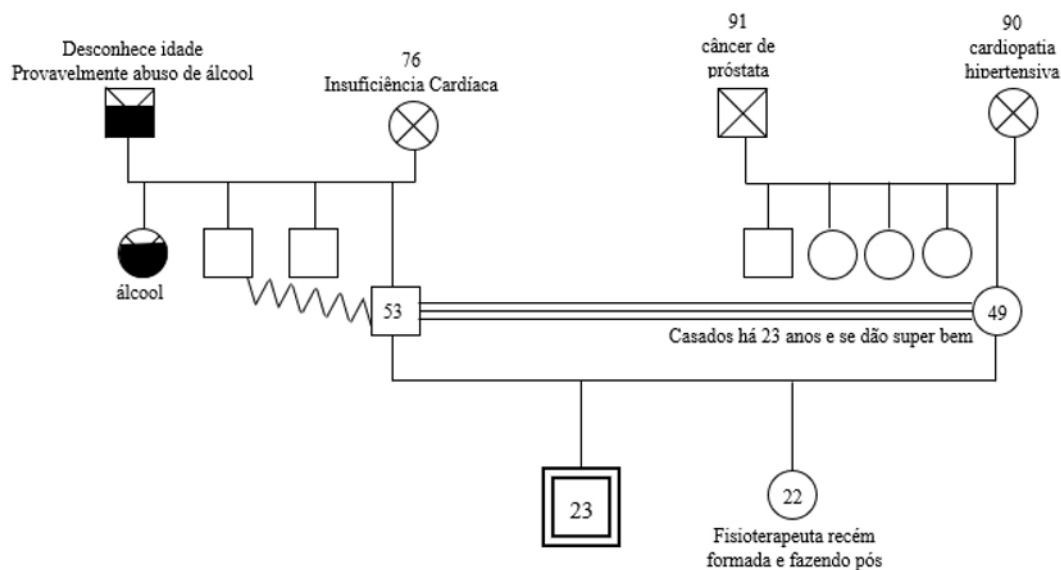 Desconhece idade
Provavelmente abuso de álcool
76
Insuficiência Cardíaca
91
câncer de
próstata
90
cardiopatia
hipertensiva
álcool
53
49
Casados há 23 anos e se dão super bem
23
22
Fisioterapeuta recém
formada e fazendo pós